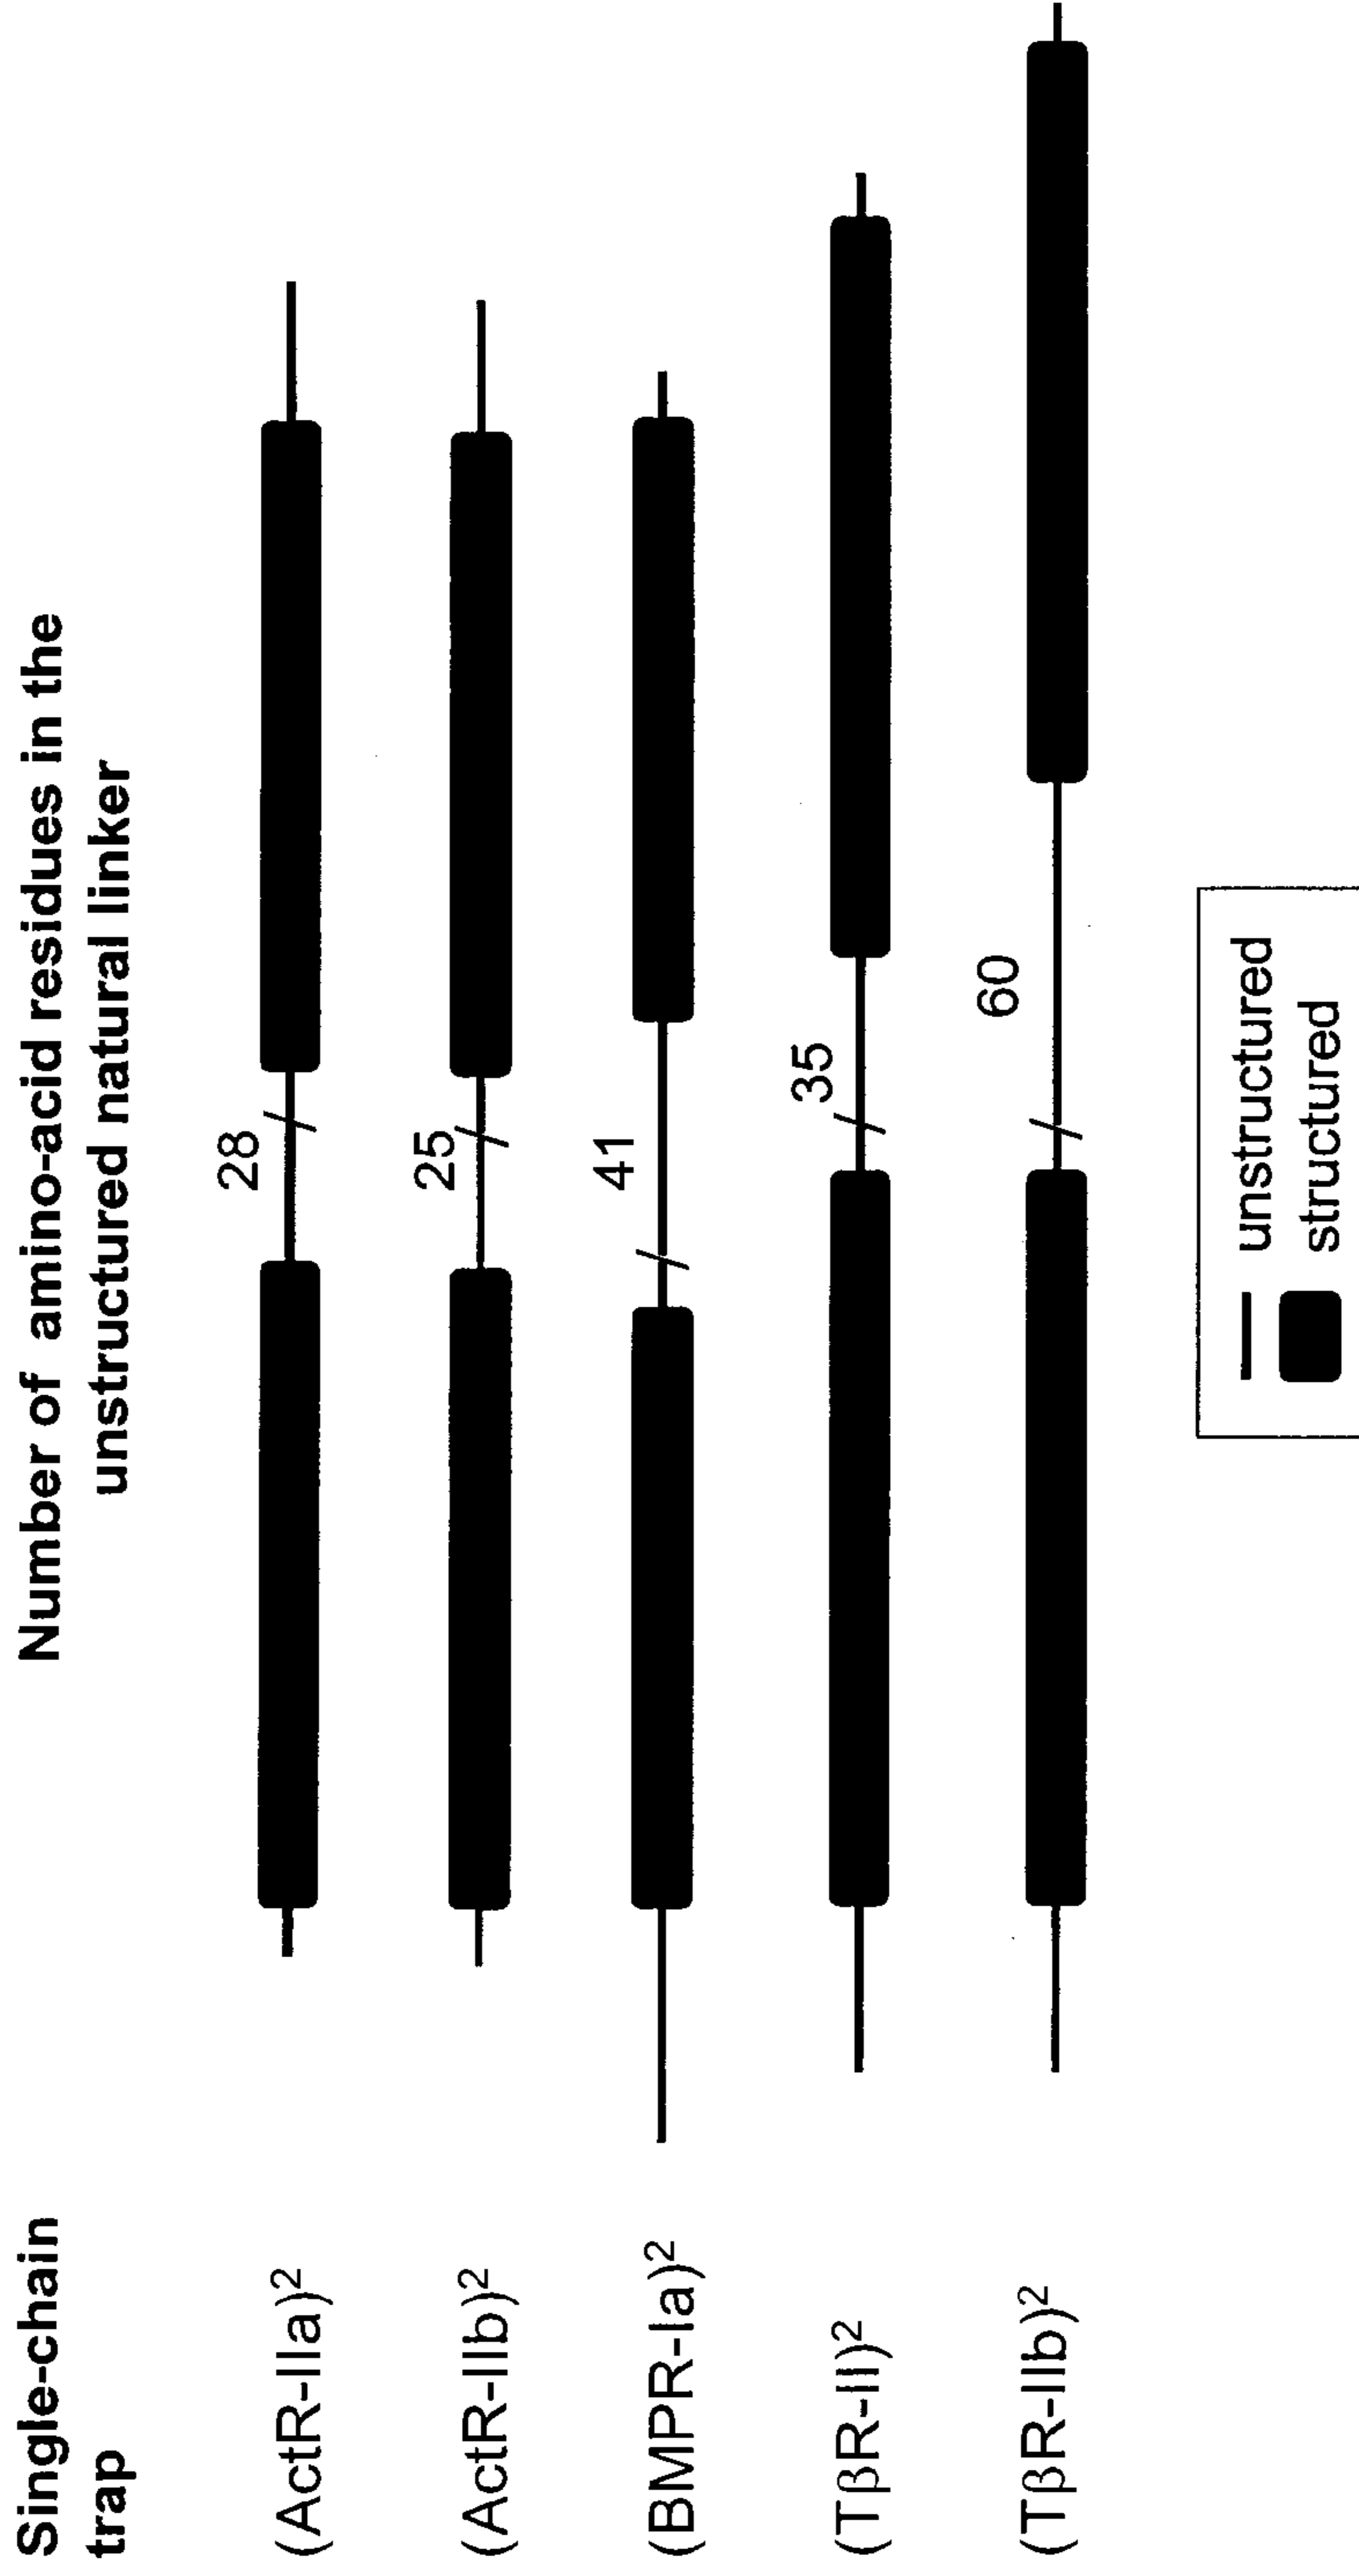 Single-chain
trap
Number of amino-acid residues in the
unstructured natural linker
(ActR-IIa)²
28
(ActR-IIb)²
25
(BMPR-Ia)²
41
(TβR-II)²
35
(TβR-IIb)²
60
unstructured
structured